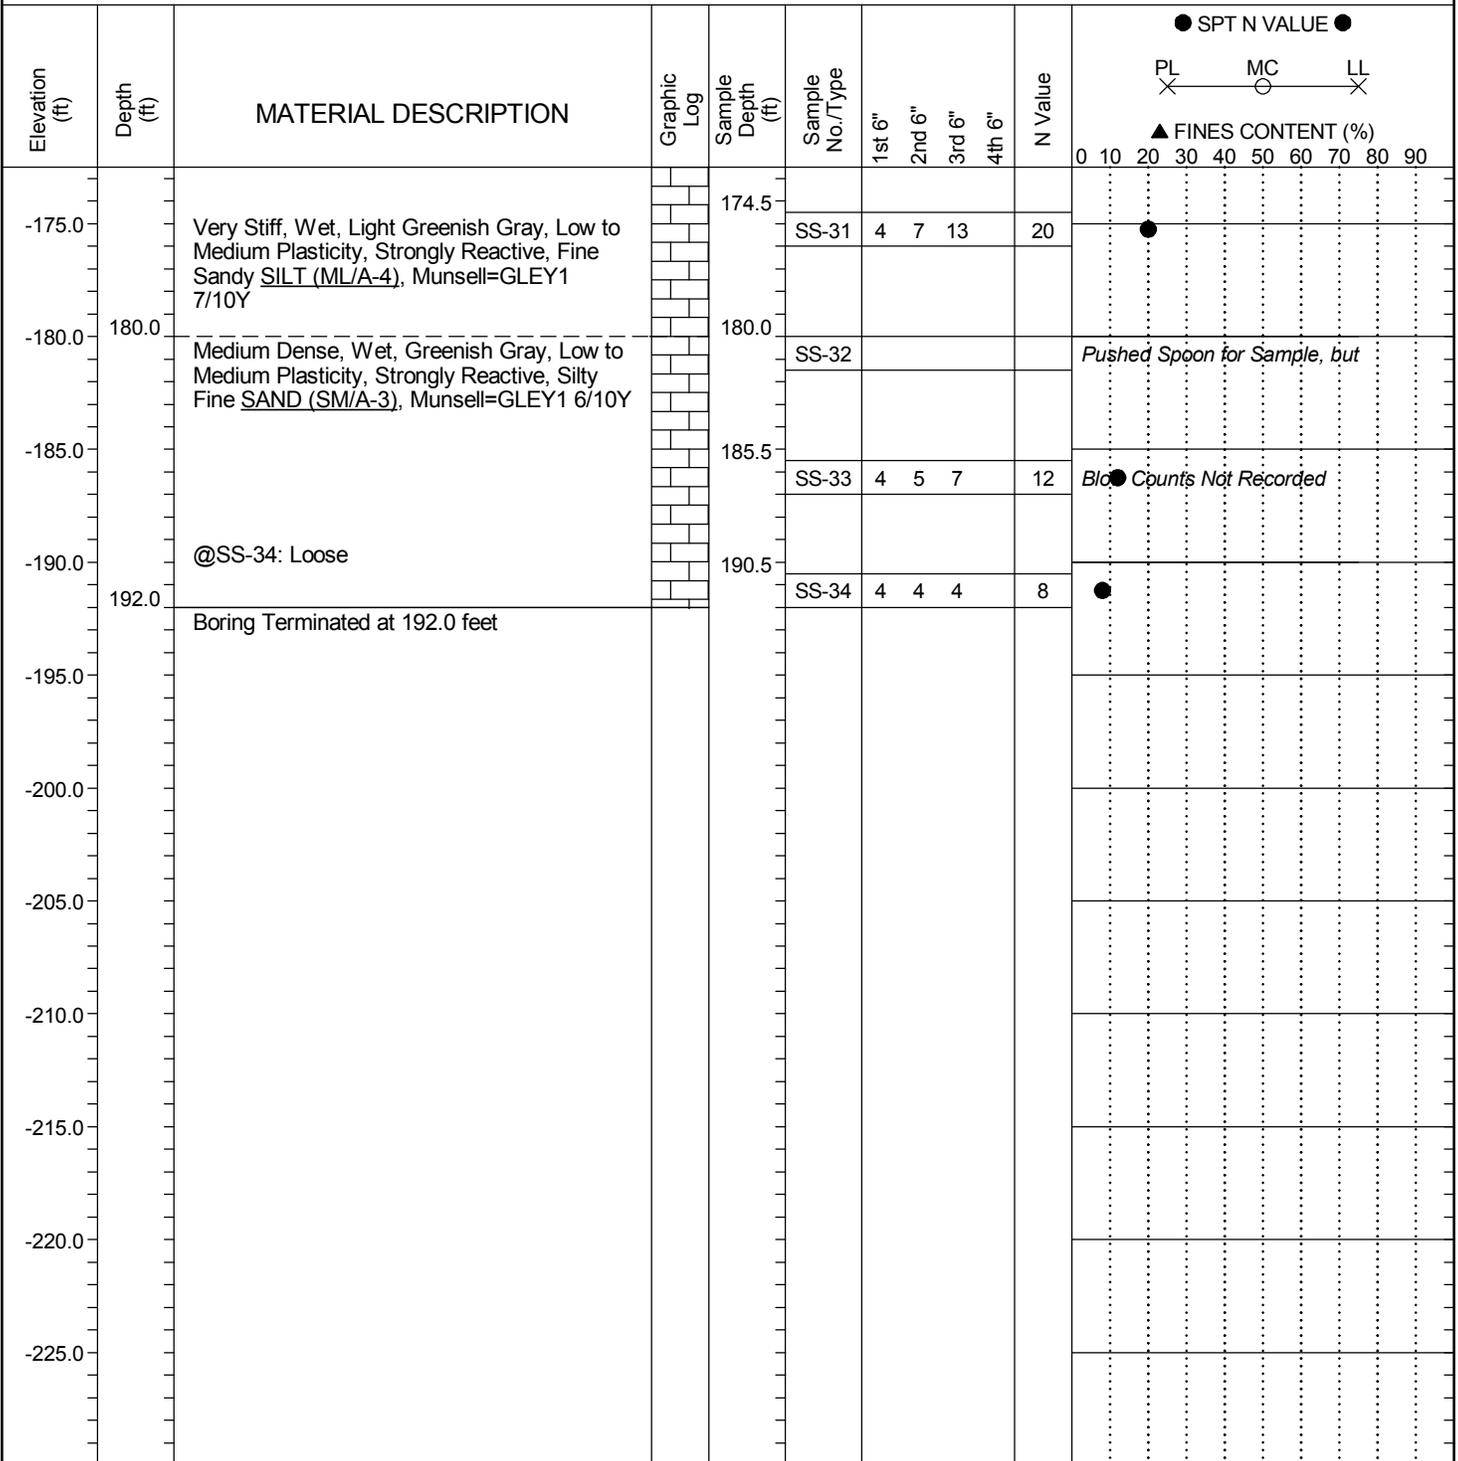 Elevation
(ft)
Depth
(ft)
MATERIAL DESCRIPTION
Graphic
Log
Sample
Depth
(ft)
Sample
No./Type
1st 6"
2nd 6"
3rd 6"
4th 6"
N Value
● SPT N VALUE ●
PL MC LL
▲ FINES CONTENT (%)
0 10 20 30 40 50 60 70 80 90
174.5
-175.0
Very Stiff, Wet, Light Greenish Gray, Low to
Medium Plasticity, Strongly Reactive, Fine
Sandy SILT (ML/A-4), Munsell=GLEY1
7/10Y
SS-31 4 7 13 20
-180.0
180.0
180.0
Medium Dense, Wet, Greenish Gray, Low to
Medium Plasticity, Strongly Reactive, Silty
Fine SAND (SM/A-3), Munsell=GLEY1 6/10Y
SS-32
Pushed Spoon for Sample, but
-185.0
185.5
SS-33 4 5 7 12
Blow Counts Not Recorded
@SS-34: Loose
-190.0
190.5
SS-34 4 4 4 8
192.0
Boring Terminated at 192.0 feet
-195.0
-200.0
-205.0
-210.0
-215.0
-220.0
-225.0